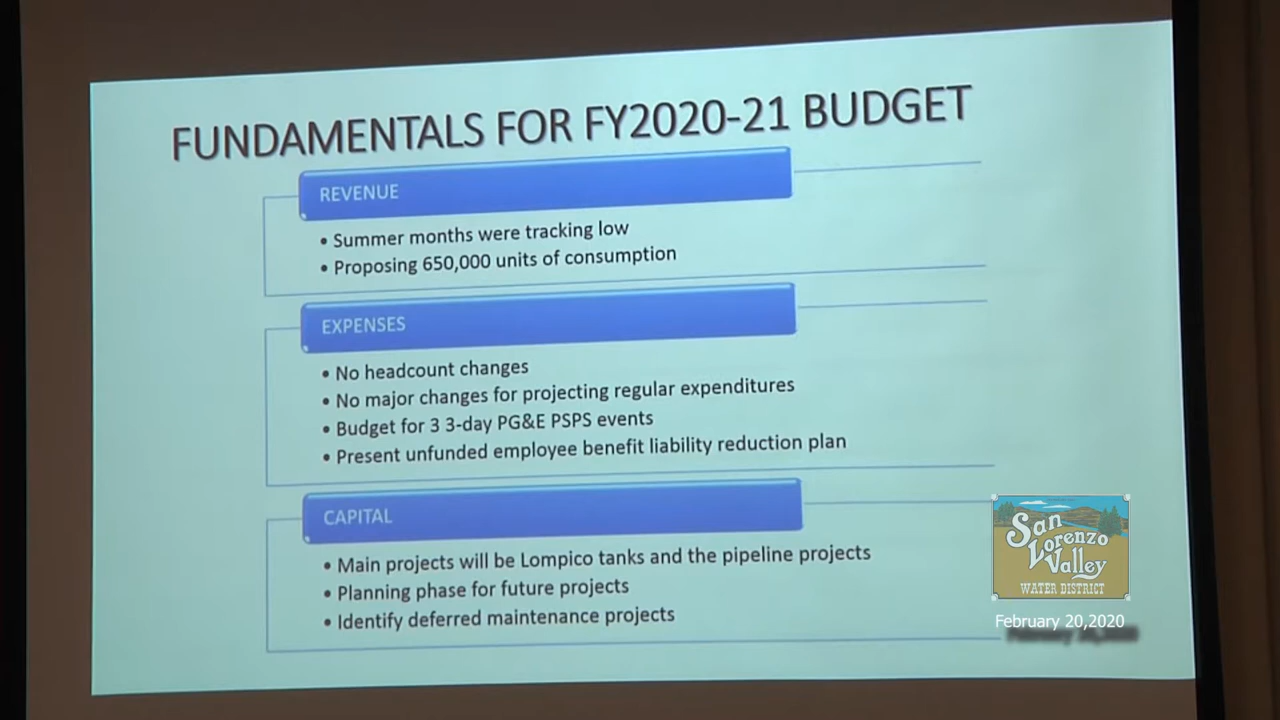 FUNDAMENTALS FOR FY2020-21 BUDGET
REVENUE
• Summer months were tracking low
• Proposing 650,000 units of consumption
EXPENSES
• No headcount changes
• No major changes for projecting regular expenditures
• Budget for 3 3-day PG&E PSPS events
• Present unfunded employee benefit liability reduction plan
CAPITAL
• Main projects will be Lompico tanks and the pipeline projects
• Planning phase for future projects
• Identify deferred maintenance projects
San
Lorenzo
Valley
WATER DISTRICT
February 20,2020